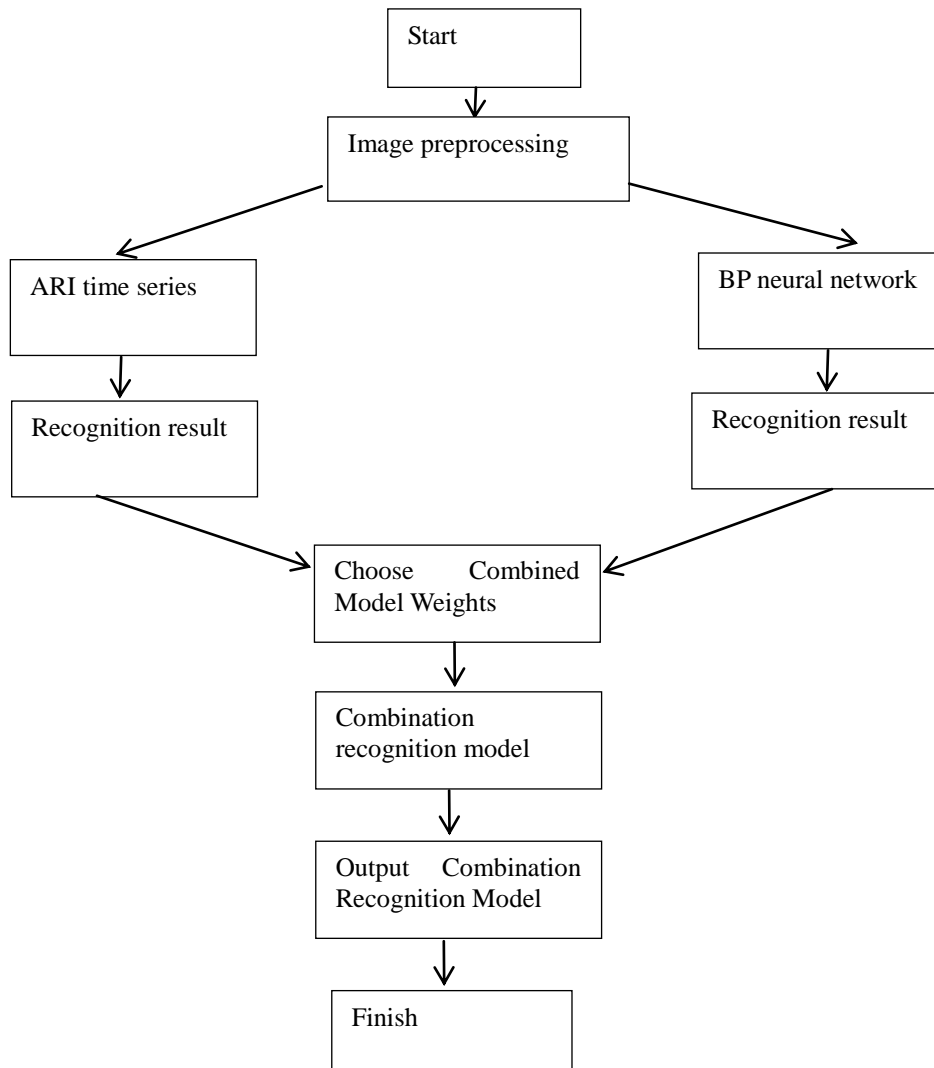 Start
Image preprocessing
ARI time series
BP neural network
Recognition result
Recognition result
Choose Combined
Model Weights
Combination
recognition model
Output Combination
Recognition Model
Finish